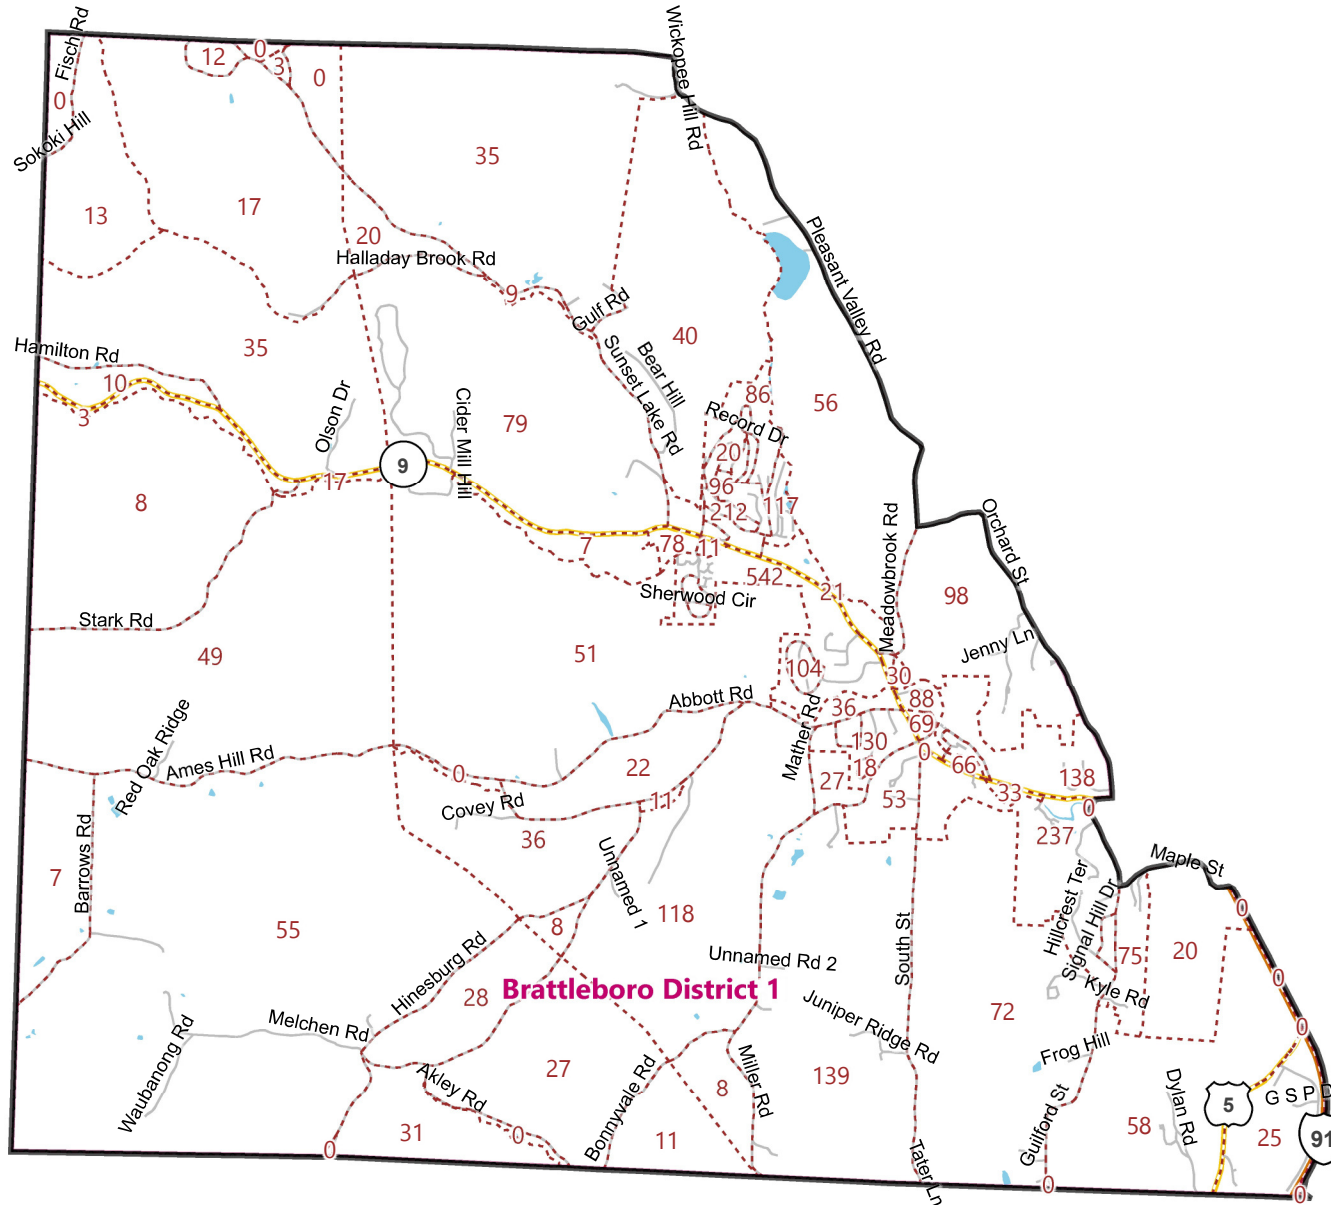 Fisch Rd
Wickopee Hill Rd
12
0
3
0
0
Sokoki Hill
35
13
17
20
Halladay Brook Rd
Pleasant Valley Rd
9
Gulf Rd
40
Hamilton Rd
35
10
3
Olson Dr
Cider Mill Hill
79
Sunset Lake Rd
Bear Hill
86
56
Record Dr
20
9
17
96
212
117
8
Meadowbrook Rd
Orchard St
7
78
11
542
21
98
Sherwood Cir
Stark Rd
49
51
Jenny Ln
104
30
88
Abbott Rd
36
69
Mather Rd
130
0
Red Oak Ridge
Ames Hill Rd
0
22
18
66
27
138
Covey Rd
11
53
33
0
36
237
Barrows Rd
7
Unnamed 1
Maple St
Hillcrest Ter
Signal Hill Dr
118
8
55
0
South St
Hinesburg Rd
75
20
Unnamed Rd 2
Brattleboro District 1
28
Kyle Rd
0
72
Juniper Ridge Rd
Melchen Rd
0
Waubanong Rd
Frog Hill
27
Akley Rd
Bonnyvale Rd
8
Miller Rd
139
Guilford St
Dylan Rd
5
G S P D
31
0
11
58
25
91
0
Tater Ln
0
0